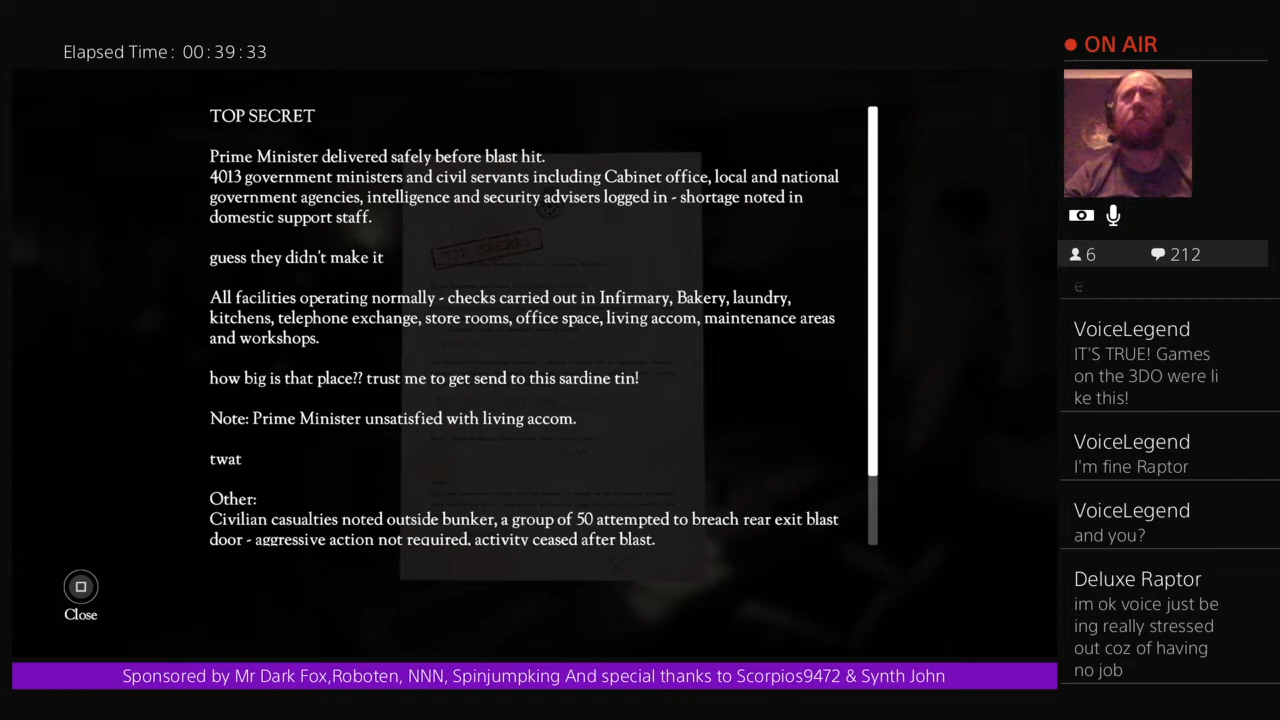 Elapsed Time: 00:39:33
ON AIR
TOP SECRET
Prime Minister delivered safely before blast hit.
4013 government ministers and civil servants including Cabinet office, local and national
government agencies, intelligence and security advisers logged in - shortage noted in
domestic support staff.
guess they didn't make it
All facilities operating normally - checks carried out in Infirmary, Bakery, laundry,
kitchens, telephone exchange, store rooms, office space, living accom, maintenance areas
and workshops.
how big is that place?? trust me to get send to this sardine tin!
Note: Prime Minister unsatisfied with living accom.
twat
Other:
Civilian casualties noted outside bunker, a group of 50 attempted to breach rear exit blast
door - aggressive action not required, activity ceased after blast.
TOP SECRET
Close
6
212
e
VoiceLegend
IT'S TRUE! Games
on the 3DO were li
ke this!
VoiceLegend
I'm fine Raptor
VoiceLegend
and you?
Deluxe Raptor
im ok voice just be
ing really stressed
out coz of having
no job
Sponsored by Mr Dark Fox,Roboten, NNN, Spinjumpking And special thanks to Scorpios9472 & Synth John